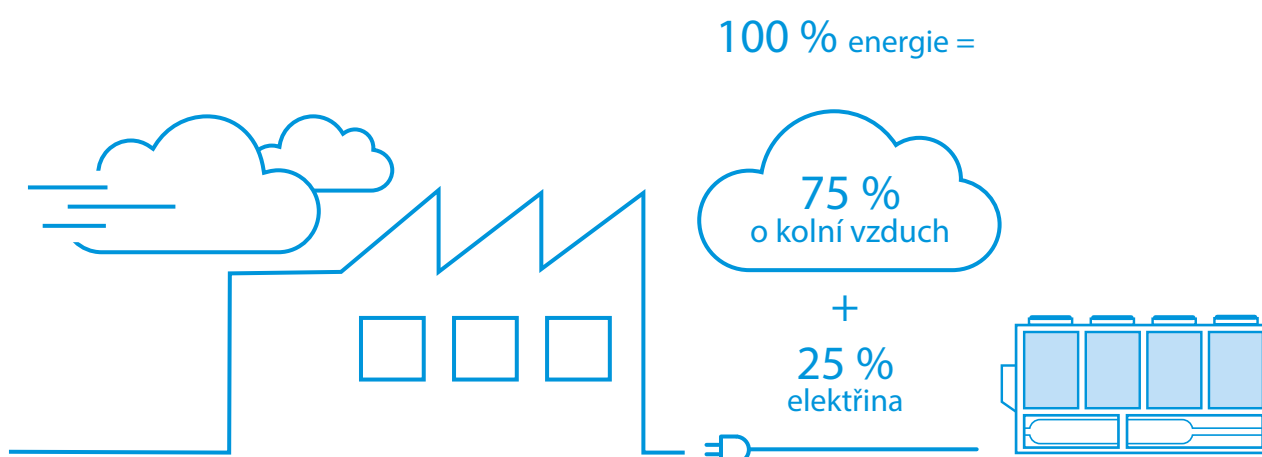 100 % energie =
75 %
o kolní vzduch
+
25 %
elektřina